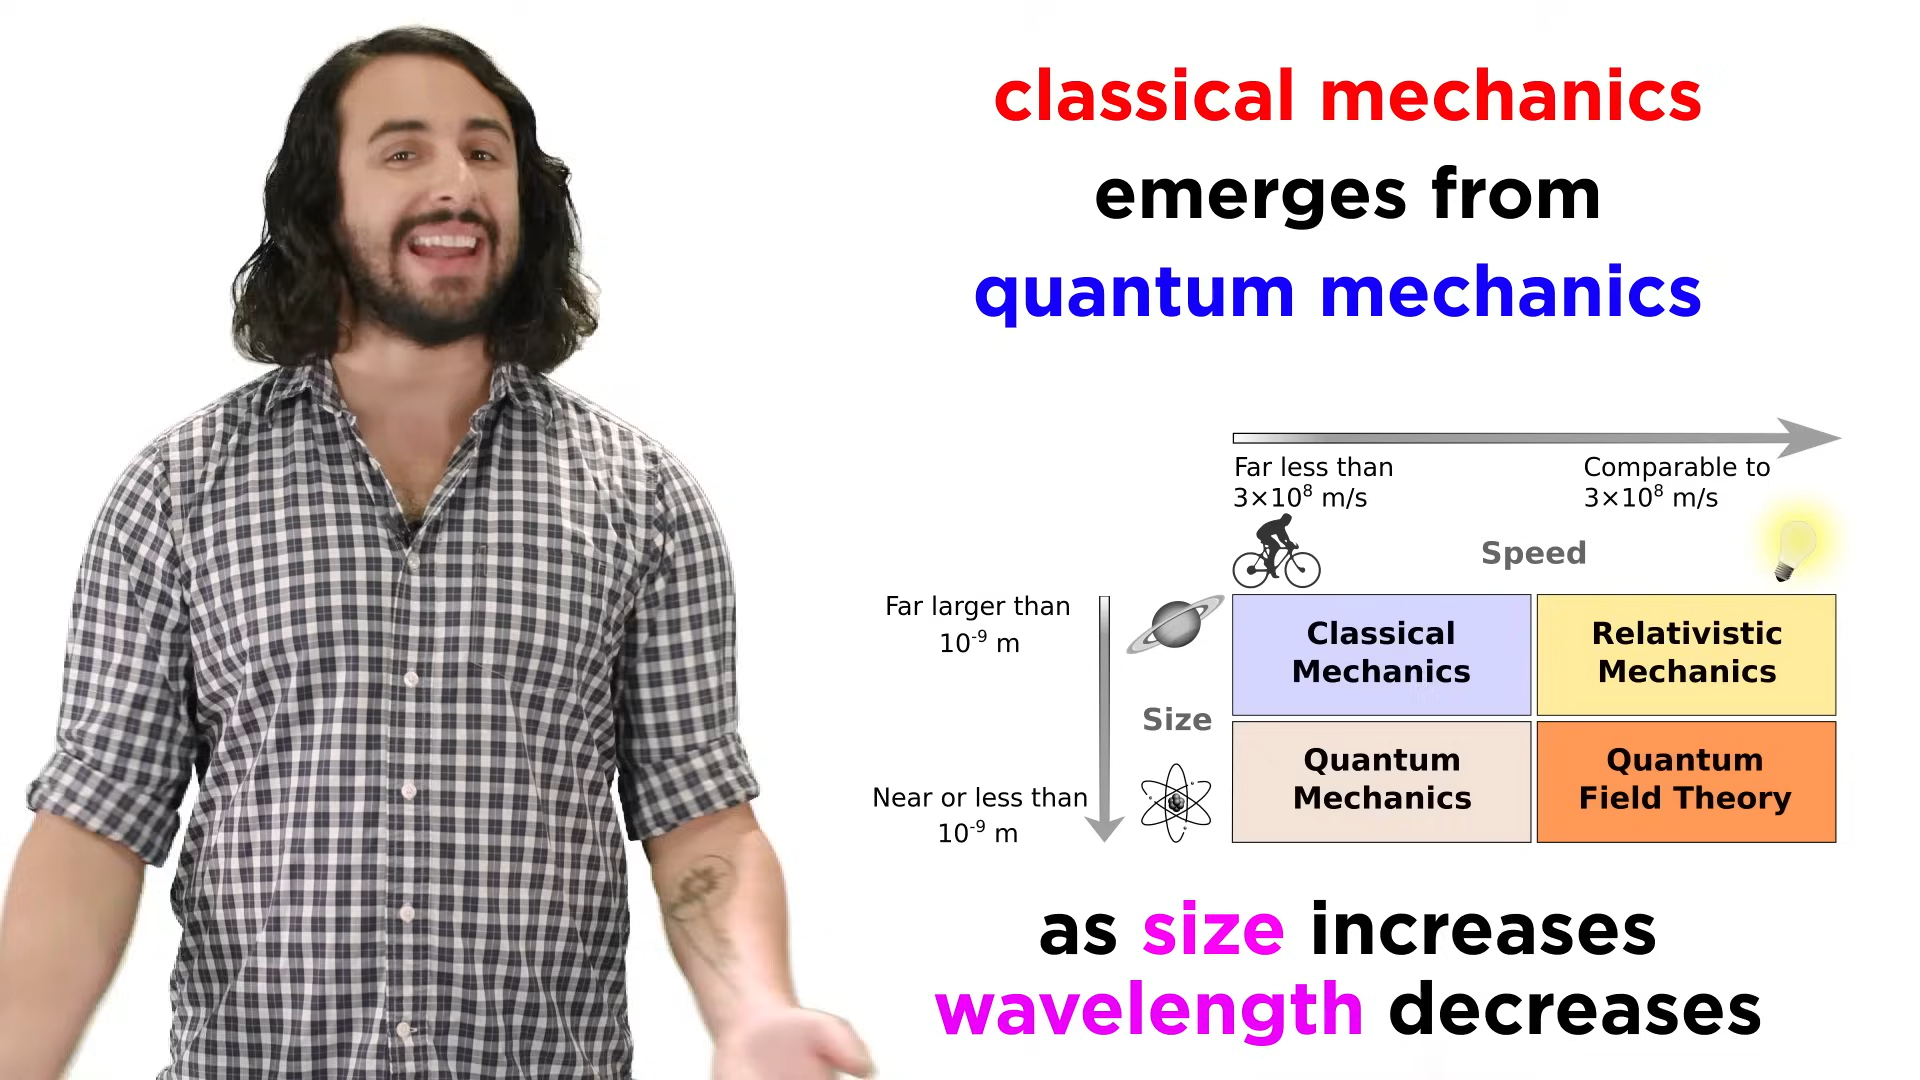 classical mechanics
emerges from
quantum mechanics
Far less than
3×10⁸ m/s
Comparable to
3×10⁸ m/s
Speed
Far larger than
10⁻⁹ m
Size
Near or less than
10⁻⁹ m
Classical
Mechanics
Relativistic
Mechanics
Quantum
Mechanics
Quantum
Field Theory
as size increases
wavelength decreases